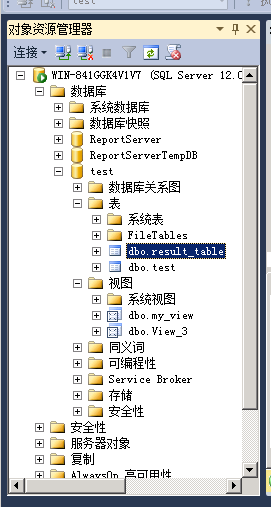 test
对象资源管理器
连接
WIN-841GGK4V1V7 (SQL Server 12.0
数据库
系统数据库
数据库快照
ReportServer
ReportServerTempDB
test
数据库关系图
表
系统表
FileTables
dbo.result_table
dbo.test
视图
系统视图
dbo.my_view
dbo.View_3
同义词
可编程性
Service Broker
存储
安全性
安全性
服务器对象
复制
AlwaysOn 高可用性